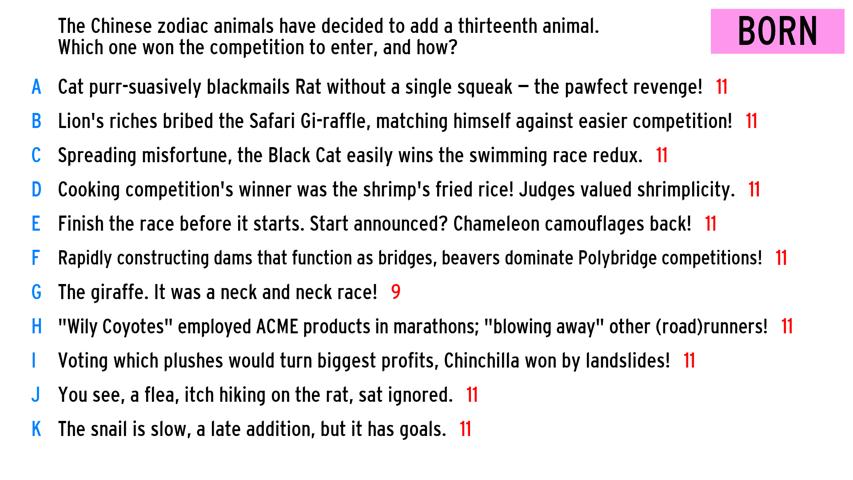 The Chinese zodiac animals have decided to add a thirteenth animal.
Which one won the competition to enter, and how?
BORN
A Cat purr-suasively blackmails Rat without a single squeak – the pawfect revenge! 11
B Lion's riches bribed the Safari Gi-raffle, matching himself against easier competition! 11
C Spreading misfortune, the Black Cat easily wins the swimming race redux. 11
D Cooking competition's winner was the shrimp's fried rice! Judges valued shrimplicity. 11
E Finish the race before it starts. Start announced? Chameleon camouflages back! 11
F Rapidly constructing dams that function as bridges, beavers dominate Polybridge competitions! 11
G The giraffe. It was a neck and neck race! 9
H "Wily Coyotes" employed ACME products in marathons; "blowing away" other (road)runners! 11
I Voting which plushes would turn biggest profits, Chinchilla won by landslides! 11
J You see, a flea, itch hiking on the rat, sat ignored. 11
K The snail is slow, a late addition, but it has goals. 11